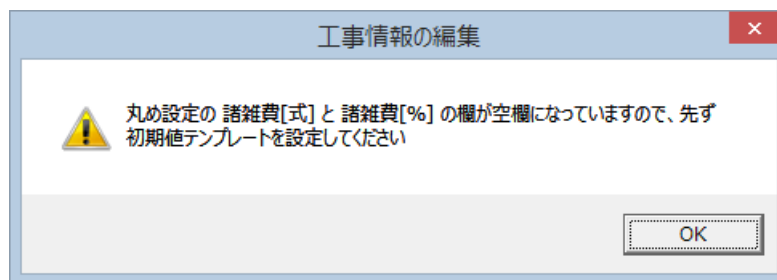 工事情報の編集
丸め設定の 諸雑費[式] と 諸雑費[%] の欄が空欄になっていますので、先ず
初期値テンプレートを設定してください
OK